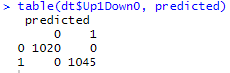 > table(dt$Up1Down0, predicted)
predicted
0 1
0 1020 0
1 0 1045